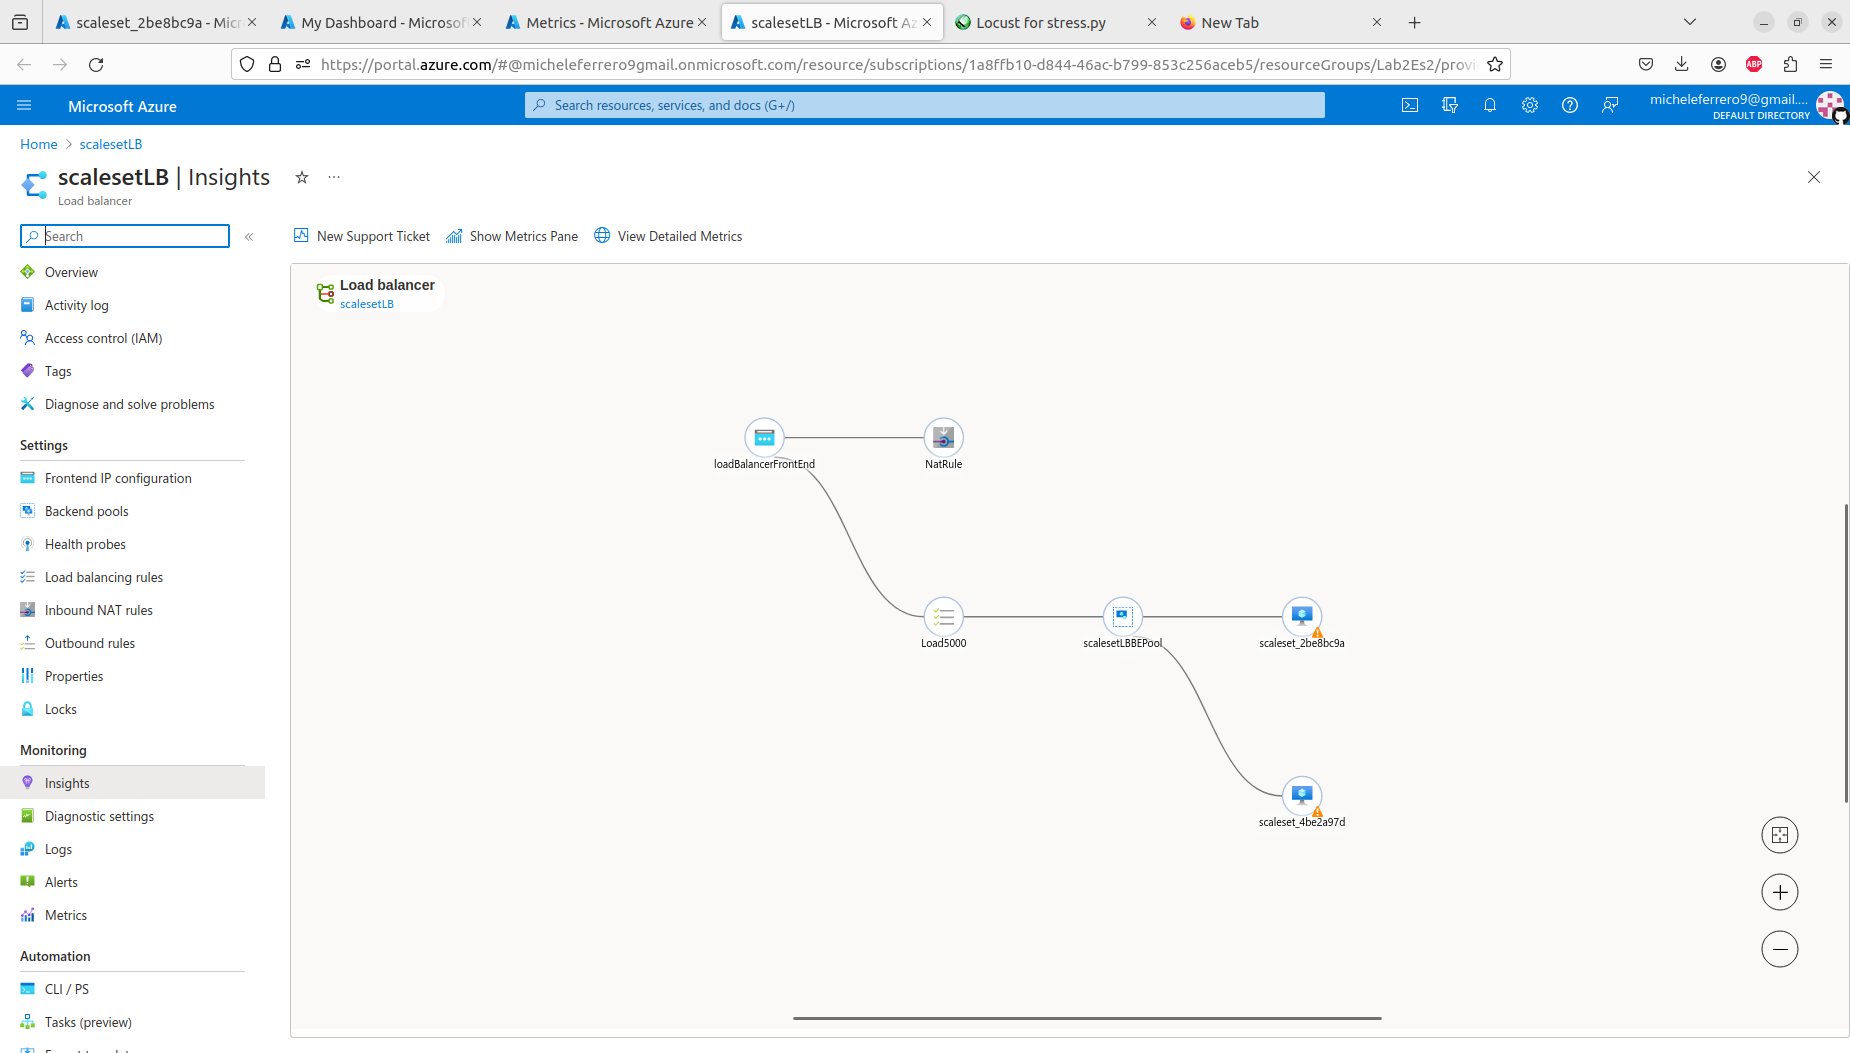 scaleset_2be8bc9a - Micr
My Dashboard - Microsof
Metrics - Microsoft Azure
scalesetLB - Microsoft Az
Locust for stress.py
New Tab
https://portal.azure.com/#@micheleferrero9gmail.onmicrosoft.com/resource/subscriptions/1a8ffb10-d844-46ac-b799-853c256aceb5/resourceGroups/Lab2Es2/provi
ABP
Microsoft Azure
Search resources, services, and docs (G+/)
micheleferrero9@gmail....
DEFAULT DIRECTORY
Home > scalesetLB
scalesetLB | Insights
Load balancer
Search
New Support Ticket
Show Metrics Pane
View Detailed Metrics
Overview
Activity log
Access control (IAM)
Tags
Diagnose and solve problems
Settings
Frontend IP configuration
Backend pools
Health probes
Load balancing rules
Inbound NAT rules
Outbound rules
Properties
Locks
Monitoring
Insights
Diagnostic settings
Logs
Alerts
Metrics
Automation
CLI / PS
Tasks (preview)
Load balancer
scalesetLB
loadBalancerFrontEnd
NatRule
Load5000
scalesetLBBEPool
scaleset_2be8bc9a
scaleset_4be2a97d